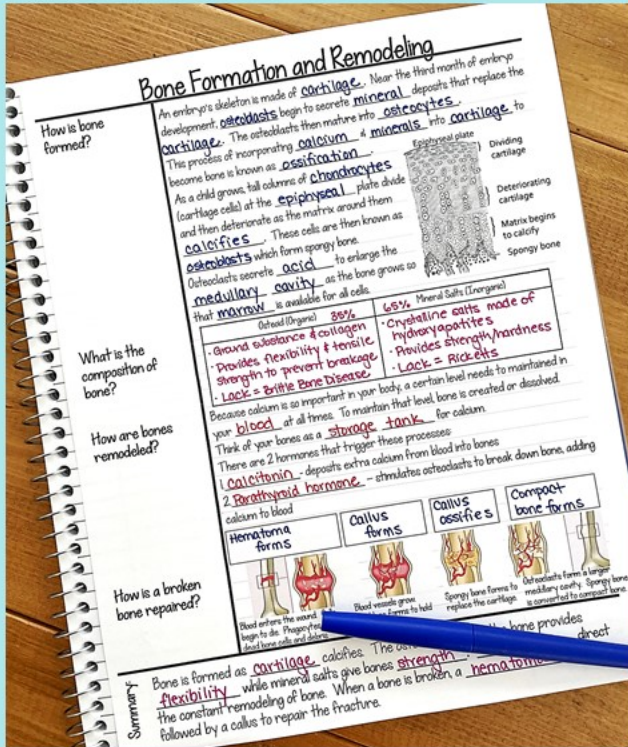 Bone Formation and Remodeling
How is bone
formed?
An embryo's skeleton is made of cartilage. Near the third month of embryo
development, osteoblasts begin to secrete mineral deposits that replace the
cartilage. The osteoblasts then mature into osteocytes.
This process of incorporating calcium & minerals into cartilage to
become bone is known as ossification.
As a child grows, tall columns of chondrocytes
(cartilage cells) at the epiphyseal plate divide
and then deteriorate as the matrix around them
calcifies. These cells are then known as
osteoblasts which form spongy bone.
Osteoclasts secrete acid to enlarge the
medullary cavity as the bone grows so
that marrow is available for all cells.
Epiphyseal plate
Dividing
cartilage
Deteriorating
cartilage
Matrix begins
to calcify
Spongy bone
What is the
composition of
bone?
Osteoid (Organic) 35%
• Ground substance & collagen
• Provides flexibility & tensile
strength to prevent breakage
• Lack = Brittle Bone Disease
65% Mineral Salts (Inorganic)
• Crystalline salts made of
hydroxyapatites
• Provides strength/hardness
• Lack = Rickets
How are bones
remodeled?
Because calcium is so important in your body, a certain level needs to maintained in
your blood at all times. To maintain that level, bone is created or dissolved.
Think of your bones as a storage tank for calcium.
There are 2 hormones that trigger these processes:
1 calcitonin - deposits extra calcium from blood into bones
2 Parathyroid hormone – stimulates osteoclasts to break down bone, adding
calcium to blood
How is a broken
bone repaired?
Hematoma
forms
Callus
forms
Callus
ossifies
Compact
bone forms
Blood enters the wound.
begin to die. Phagocytes
dead bone cells and debris
Blood vessels grow.
forms to hold
Spongy bone forms to
replace the cartilage.
Osteoclasts form a larger
medullary cavity. Spongy bone
is converted to compact bone.
Summary:
Bone is formed as cartilage calcifies. The bone provides
flexibility while mineral salts give bones strength. direct
the constant remodeling of bone. When a bone is broken, a
followed by a callus to repair the fracture.